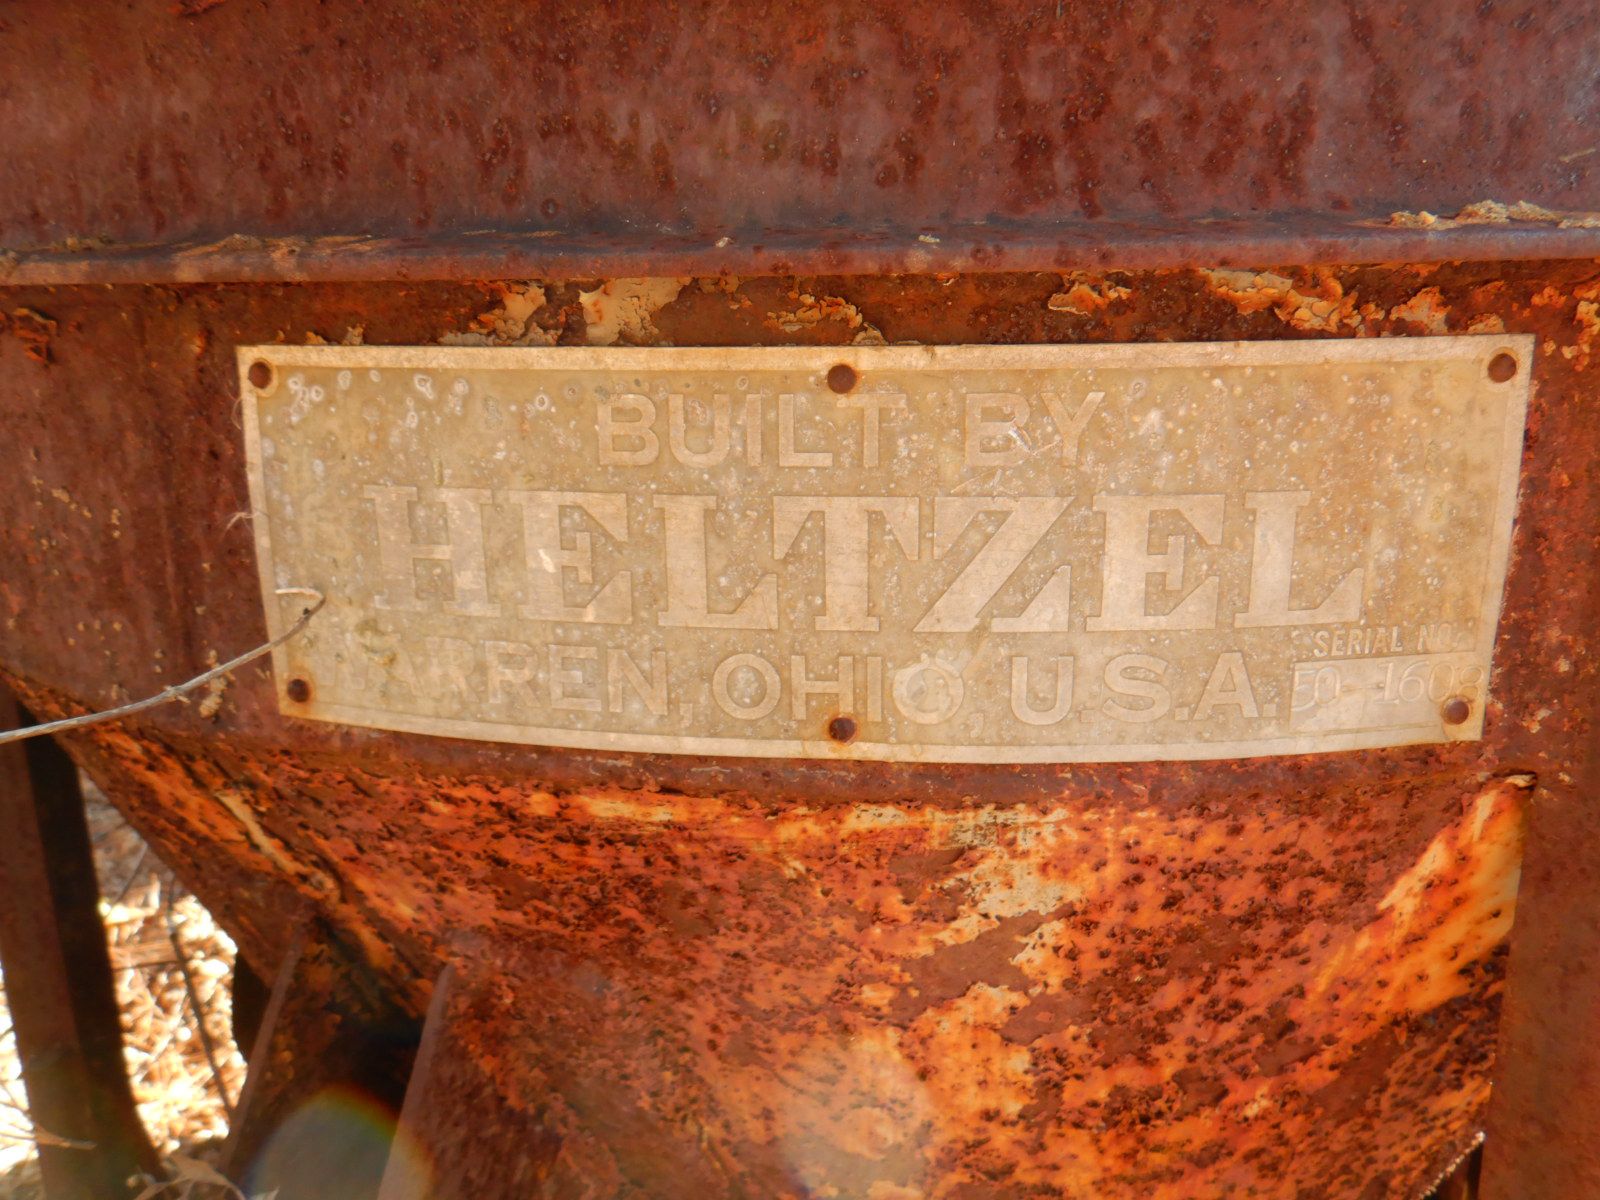 BUILT BY
HELTZEL
WARREN, OHIO, U.S.A.
SERIAL NO.
50-1608